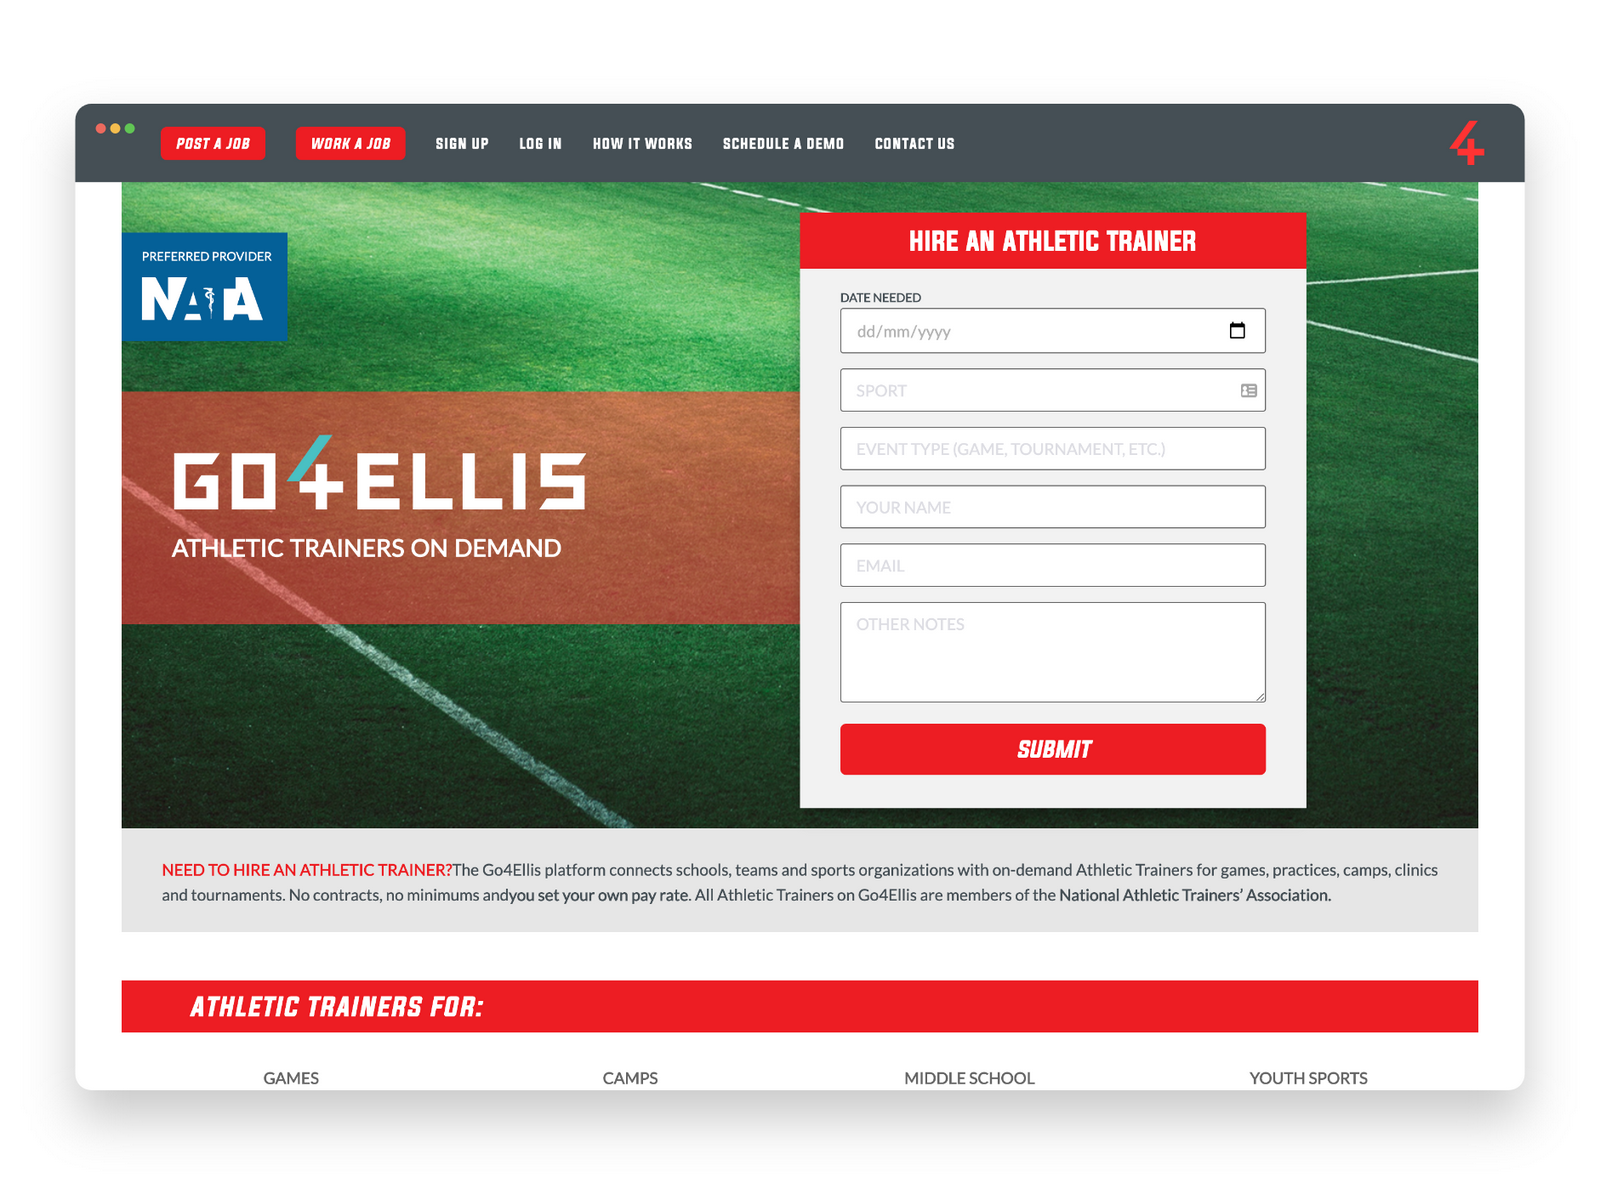 POST A JOB
WORK A JOB
SIGN UP
LOG IN
HOW IT WORKS
SCHEDULE A DEMO
CONTACT US
4
PREFERRED PROVIDER
NATA
GO4ELLIS
ATHLETIC TRAINERS ON DEMAND
HIRE AN ATHLETIC TRAINER
DATE NEEDED
dd/mm/yyyy
SPORT
EVENT TYPE (GAME, TOURNAMENT, ETC.)
YOUR NAME
EMAIL
OTHER NOTES
SUBMIT
NEED TO HIRE AN ATHLETIC TRAINER?The Go4Ellis platform connects schools, teams and sports organizations with on-demand Athletic Trainers for games, practices, camps, clinics
and tournaments. No contracts, no minimums andyou set your own pay rate. All Athletic Trainers on Go4Ellis are members of the National Athletic Trainers’ Association.
ATHLETIC TRAINERS FOR:
GAMES
CAMPS
MIDDLE SCHOOL
YOUTH SPORTS